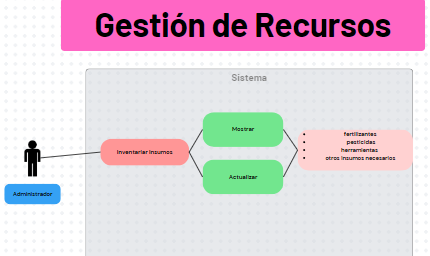 Gestión de Recursos
Sistema
Mostrar
Inventariar Insumos
Actualizar
• fertilizantes
• pesticidas
• herramientas
• otros insumos necesarios
Administrador